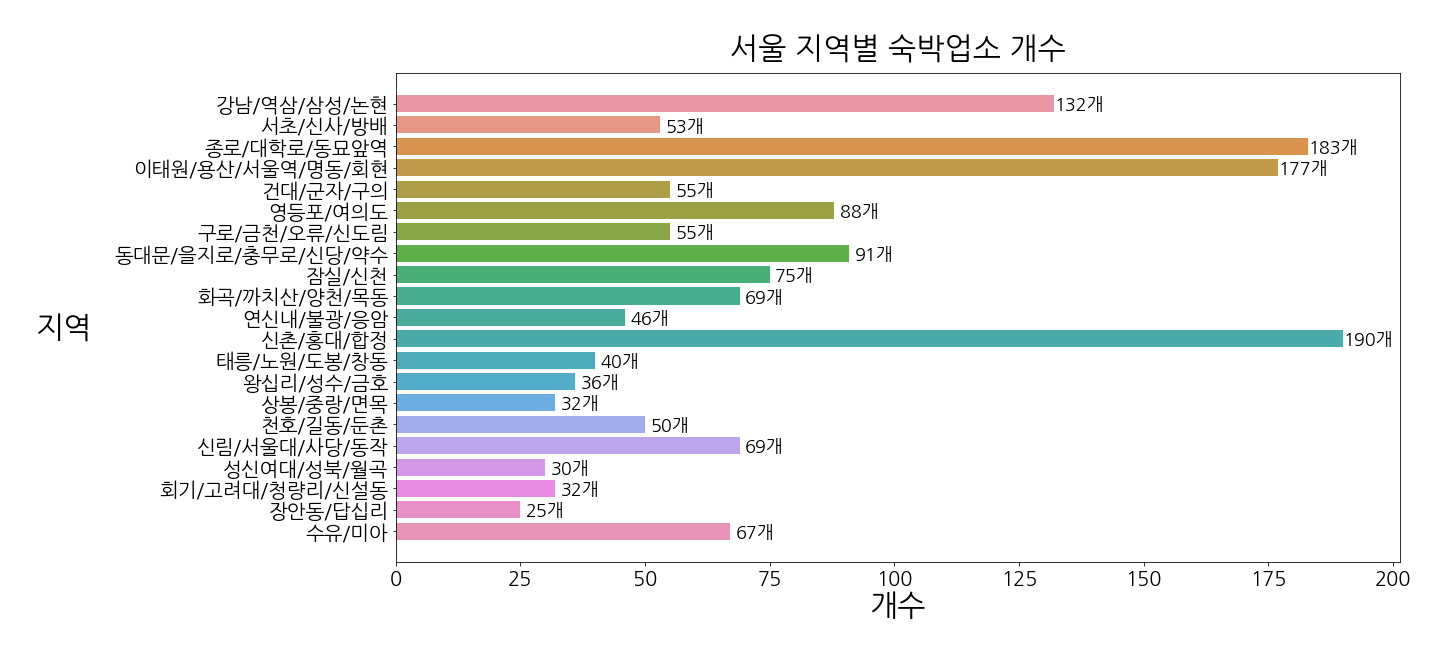 서울 지역별 숙박업소 개수
강남/역삼/삼성/논현 132개
서초/신사/방배 53개
종로/대학로/동묘앞역 183개
이태원/용산/서울역/명동/회현 177개
건대/군자/구의 55개
영등포/여의도 88개
구로/금천/오류/신도림 55개
동대문/을지로/충무로/신당/약수 91개
잠실/신천 75개
화곡/까치산/양천/목동 69개
연신내/불광/응암 46개
지역
신촌/홍대/합정 190개
태릉/노원/도봉/창동 40개
왕십리/성수/금호 36개
상봉/중랑/면목 32개
천호/길동/둔촌 50개
신림/서울대/사당/동작 69개
성신여대/성북/월곡 30개
회기/고려대/청량리/신설동 32개
장안동/답십리 25개
수유/미아 67개
0 25 50 75 100 125 150 175 200
개수